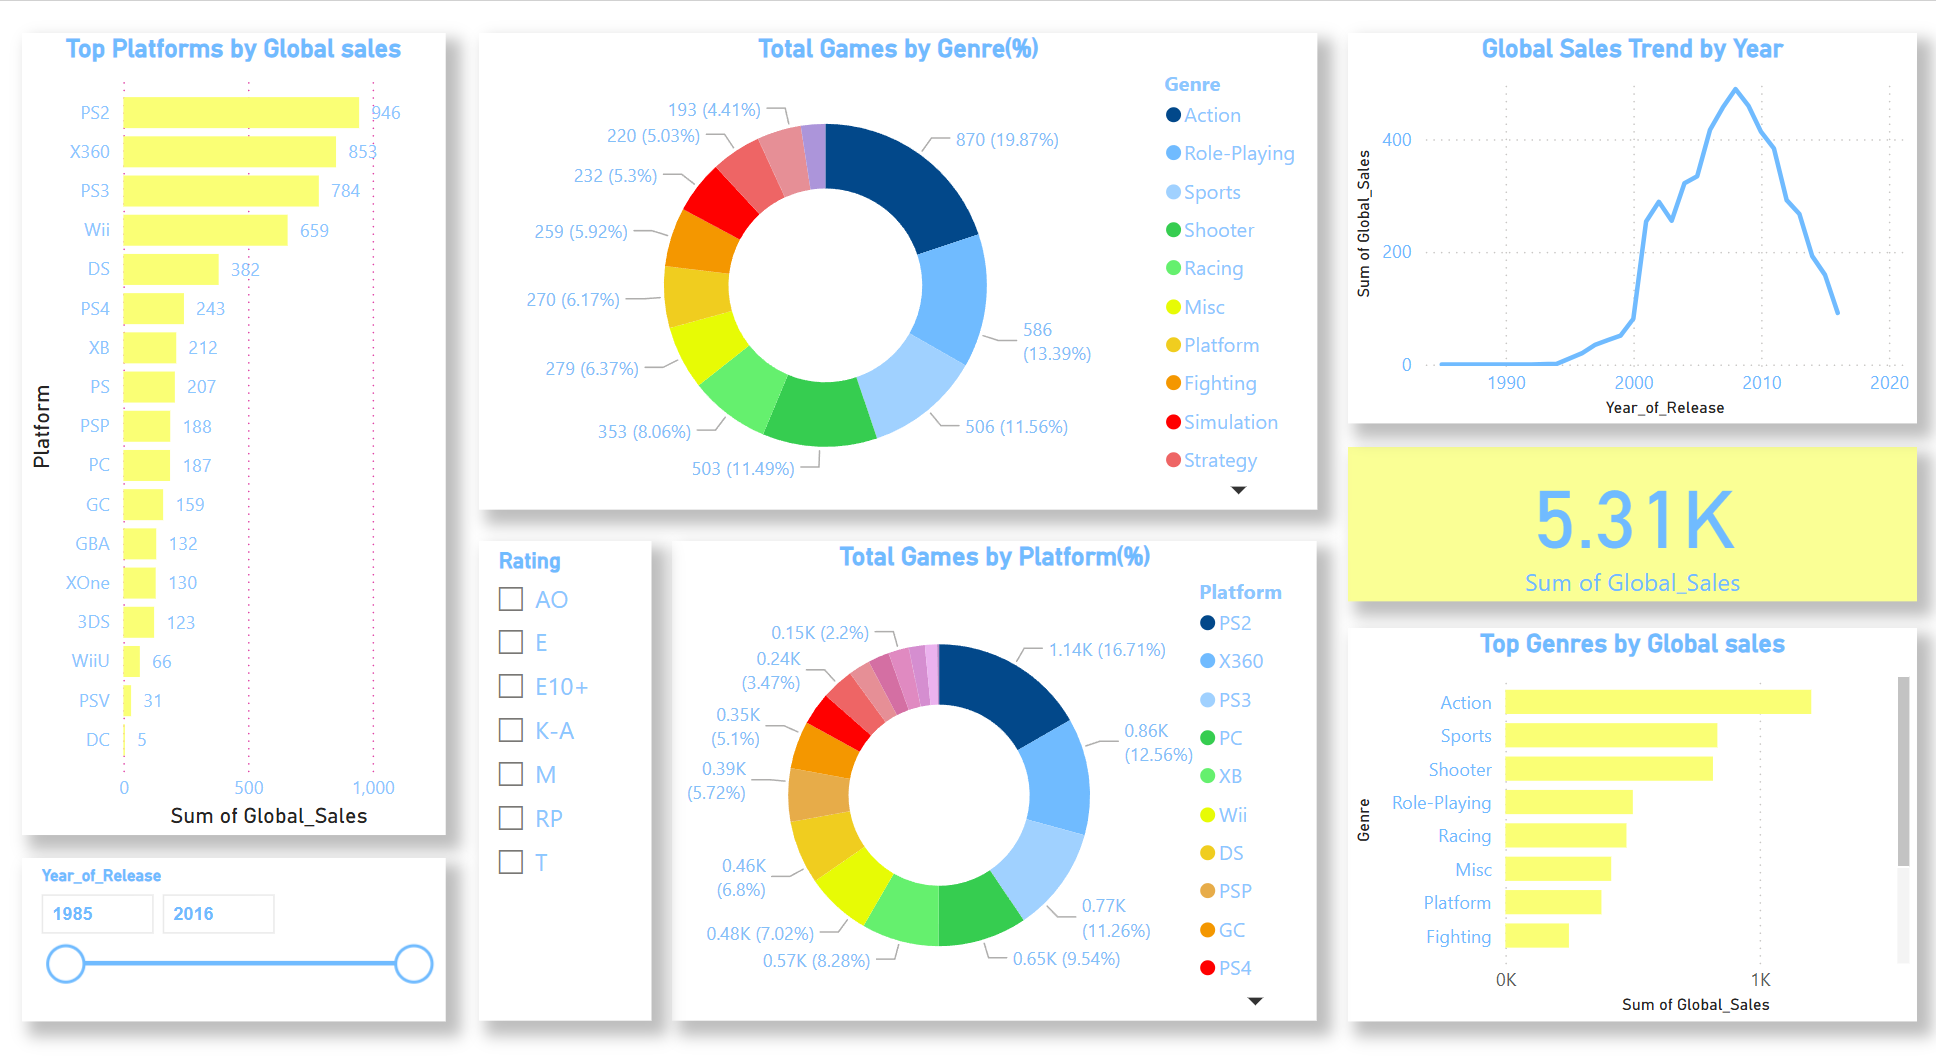 Top Platforms by Global sales
PS2
946
X360
853
PS3
784
Wii
659
DS
382
PS4
243
XB
212
PS
207
PSP
188
PC
187
GC
159
GBA
132
XOne
130
3DS
123
WiiU
66
PSV
31
DC
5
0
500
1,000
Platform
Sum of Global_Sales
Year_of_Release
1985
2016
Total Games by Genre(%)
193 (4.41%)
220 (5.03%)
232 (5.3%)
259 (5.92%)
270 (6.17%)
279 (6.37%)
353 (8.06%)
503 (11.49%)
506 (11.56%)
586
(13.39%)
870 (19.87%)
Genre
Action
Role-Playing
Sports
Shooter
Racing
Misc
Platform
Fighting
Simulation
Strategy
Rating
AO
E
E10+
K-A
M
RP
T
Total Games by Platform(%)
0.15K (2.2%)
0.24K
(3.47%)
0.35K
(5.1%)
0.39K
(5.72%)
0.46K
(6.8%)
0.48K (7.02%)
0.57K (8.28%)
0.65K (9.54%)
0.77K
(11.26%)
0.86K
(12.56%)
1.14K (16.71%)
Platform
PS2
X360
PS3
PC
XB
Wii
DS
PSP
GC
PS4
Global Sales Trend by Year
Sum of Global_Sales
400
200
0
1990
2000
2010
2020
Year_of_Release
5.31K
Sum of Global_Sales
Top Genres by Global sales
Genre
Action
Sports
Shooter
Role-Playing
Racing
Misc
Platform
Fighting
0K
1K
Sum of Global_Sales